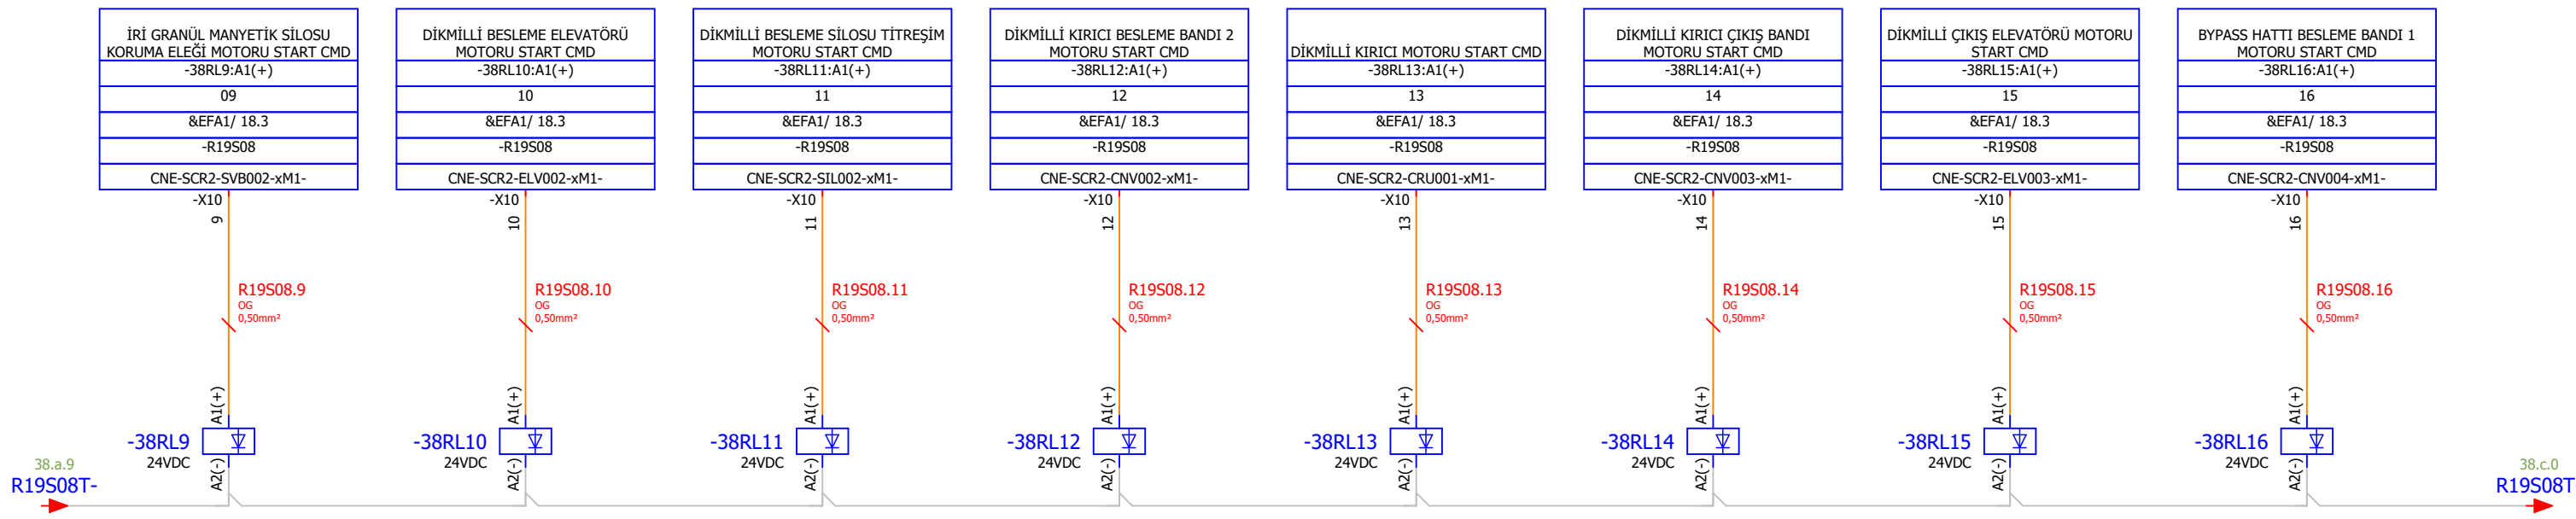 İRİ GRANÜL MANYETİK SİLOSU
KORUMA ELEĞİ MOTORU START CMD
-38RL9:A1(+)
09
&EFA1/ 18.3
-R19S08
CNE-SCR2-SVB002-xM1-
DİKMİLLİ BESLEME ELEVATÖRÜ
MOTORU START CMD
-38RL10:A1(+)
10
&EFA1/ 18.3
-R19S08
CNE-SCR2-ELV002-xM1-
DİKMİLLİ BESLEME SİLOSU TİTREŞİM
MOTORU START CMD
-38RL11:A1(+)
11
&EFA1/ 18.3
-R19S08
CNE-SCR2-SIL002-xM1-
DİKMİLLİ KIRICI BESLEME BANDI 2
MOTORU START CMD
-38RL12:A1(+)
12
&EFA1/ 18.3
-R19S08
CNE-SCR2-CNV002-xM1-
DİKMİLLİ KIRICI MOTORU START CMD
-38RL13:A1(+)
13
&EFA1/ 18.3
-R19S08
CNE-SCR2-CRU001-xM1-
DİKMİLLİ KIRICI ÇIKIŞ BANDI
MOTORU START CMD
-38RL14:A1(+)
14
&EFA1/ 18.3
-R19S08
CNE-SCR2-CNV003-xM1-
DİKMİLLİ ÇIKIŞ ELEVATÖRÜ MOTORU
START CMD
-38RL15:A1(+)
15
&EFA1/ 18.3
-R19S08
CNE-SCR2-ELV003-xM1-
BYPASS HATTI BESLEME BANDI 1
MOTORU START CMD
-38RL16:A1(+)
16
&EFA1/ 18.3
-R19S08
CNE-SCR2-CNV004-xM1-
-X10
9
R19S08.9
OG
0,50mm²
A1(+)
-38RL9
24VDC
A2(-)
-X10
10
R19S08.10
OG
0,50mm²
A1(+)
-38RL10
24VDC
A2(-)
-X10
11
R19S08.11
OG
0,50mm²
A1(+)
-38RL11
24VDC
A2(-)
-X10
12
R19S08.12
OG
0,50mm²
A1(+)
-38RL12
24VDC
A2(-)
-X10
13
R19S08.13
OG
0,50mm²
A1(+)
-38RL13
24VDC
A2(-)
-X10
14
R19S08.14
OG
0,50mm²
A1(+)
-38RL14
24VDC
A2(-)
-X10
15
R19S08.15
OG
0,50mm²
A1(+)
-38RL15
24VDC
A2(-)
-X10
16
R19S08.16
OG
0,50mm²
A1(+)
-38RL16
24VDC
A2(-)
38.a.9
R19S08T-
38.c.0
R19S08T